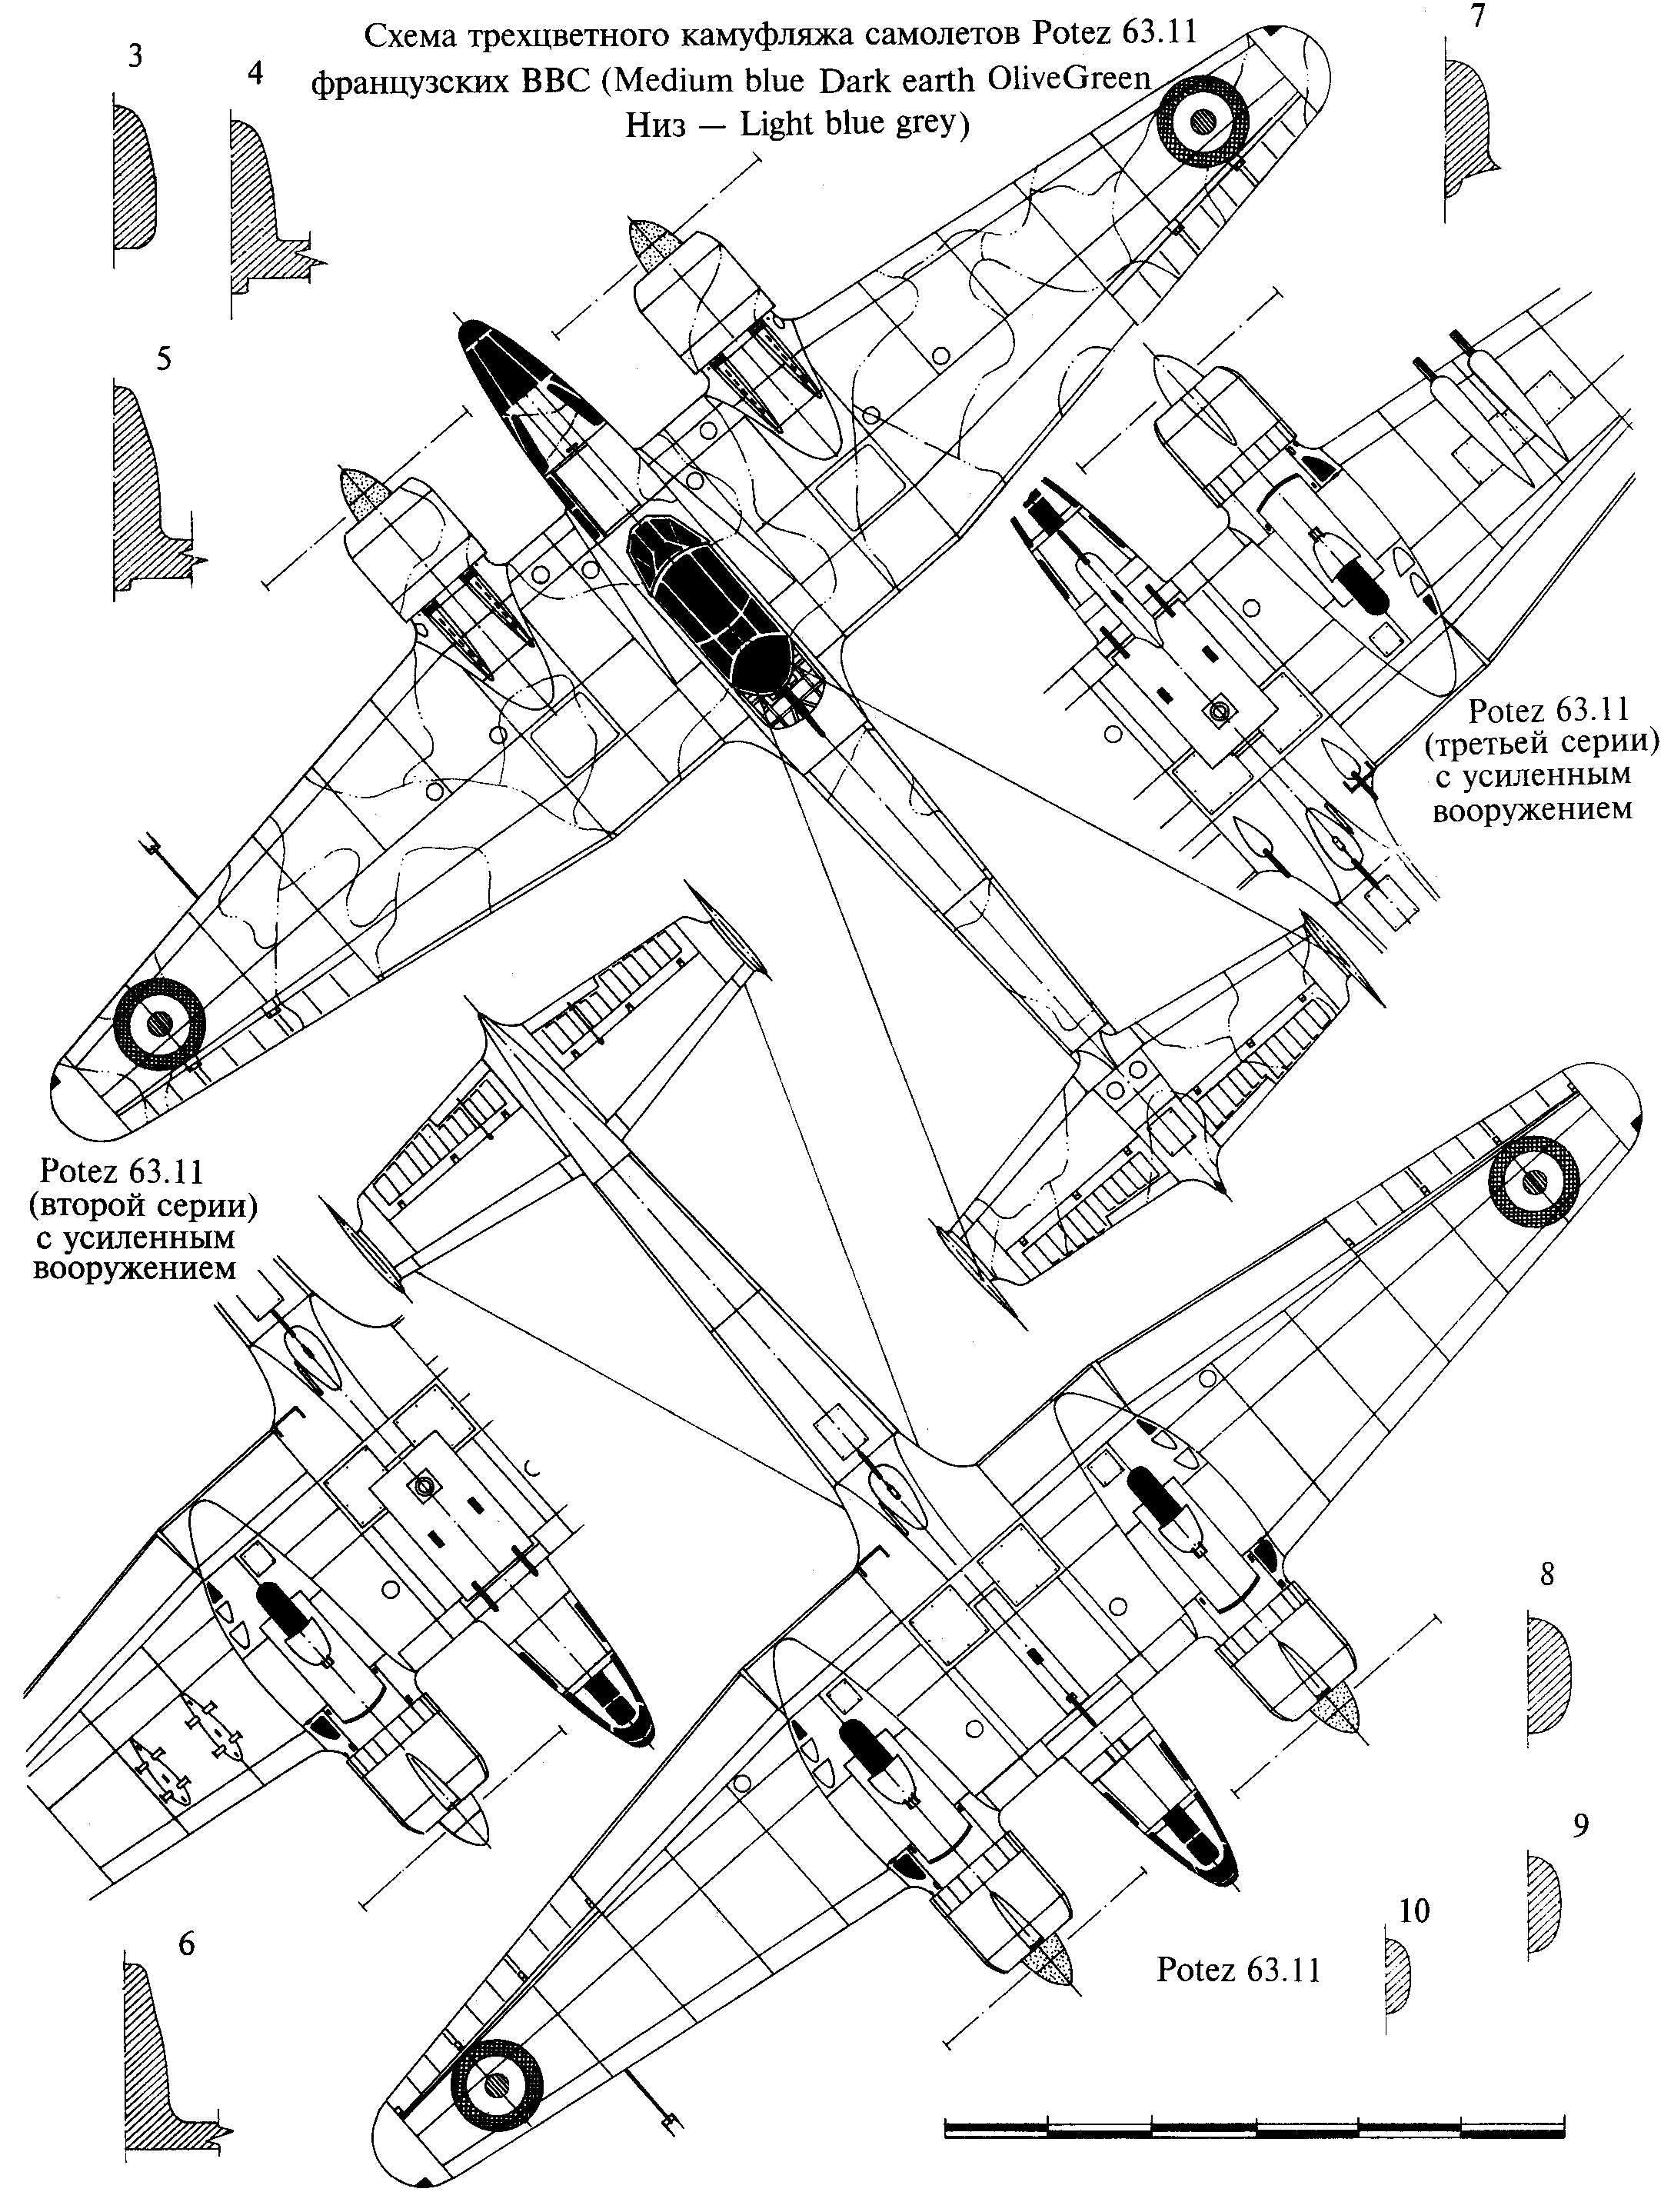 3
4
Схема трехцветного камуфляжа самолетов Potez 63.11
французских ВВС (Medium blue Dark earth OliveGreen
Низ — Light blue grey)
7
5
Potez 63.11
(третьей серии)
с усиленным
вооружением
Potez 63.11
(второй серии)
с усиленным
вооружением
8
9
10
6
Potez 63.11